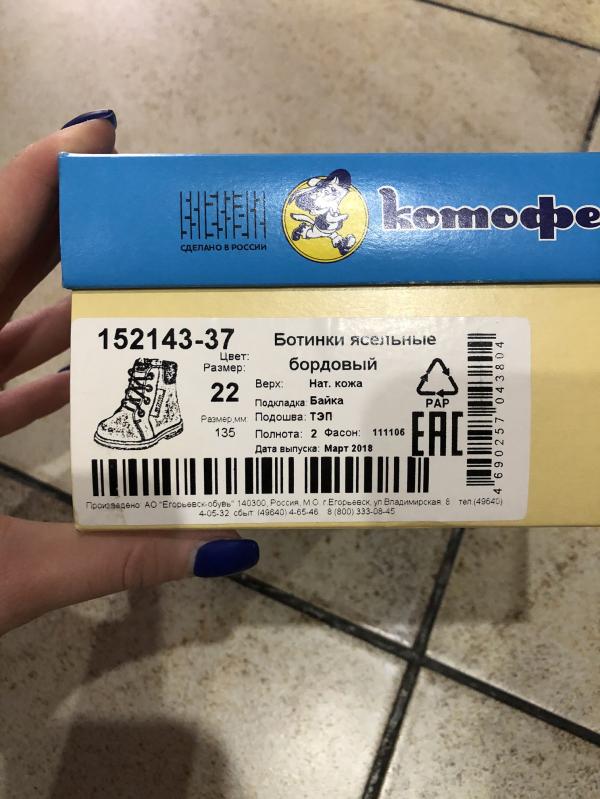 СДЕЛАНО В РОССИИ
котофе
152143-37
Ботинки ясельные
Цвет:
бордовый
Размер:
22
Верх: Нат. кожа
Подкладка: Байка
Размер,мм:
135
Подошва: ТЭП
Полнота: 2 Фасон: 111106
Дата выпуска: Март 2018
PAP
EAC
4 690257 043804
Произведено: АО "Егорьевск-обувь" 140300, Россия, М.О. г.Егорьевск, ул.Владимирская, 8 тел.(49640)
4-05-32, сбыт (49640) 4-65-46 8 (800) 333-08-45